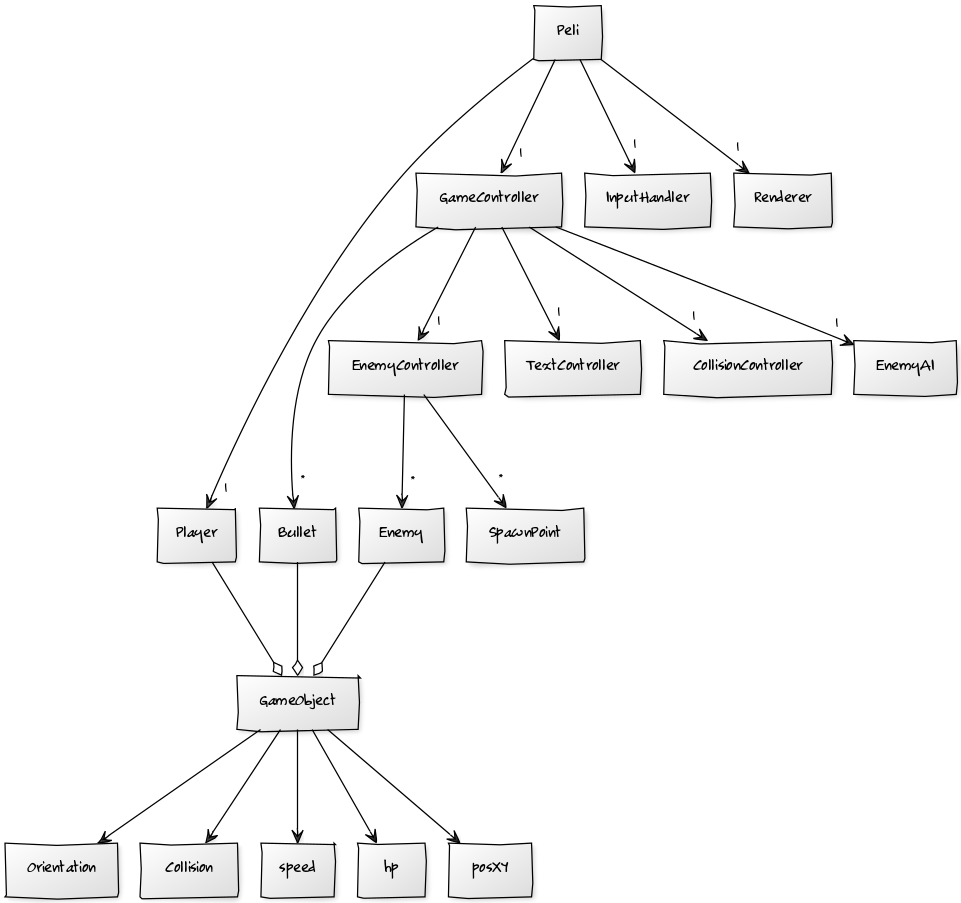 Peli
1
1
1
GameController
InputHandler
Renderer
1
1
1
1
EnemyController
TextController
CollisionController
EnemyAI
1
*
*
*
Player
Bullet
Enemy
SpawnPoint
GameObject
Orientation
Collision
speed
hp
posXY